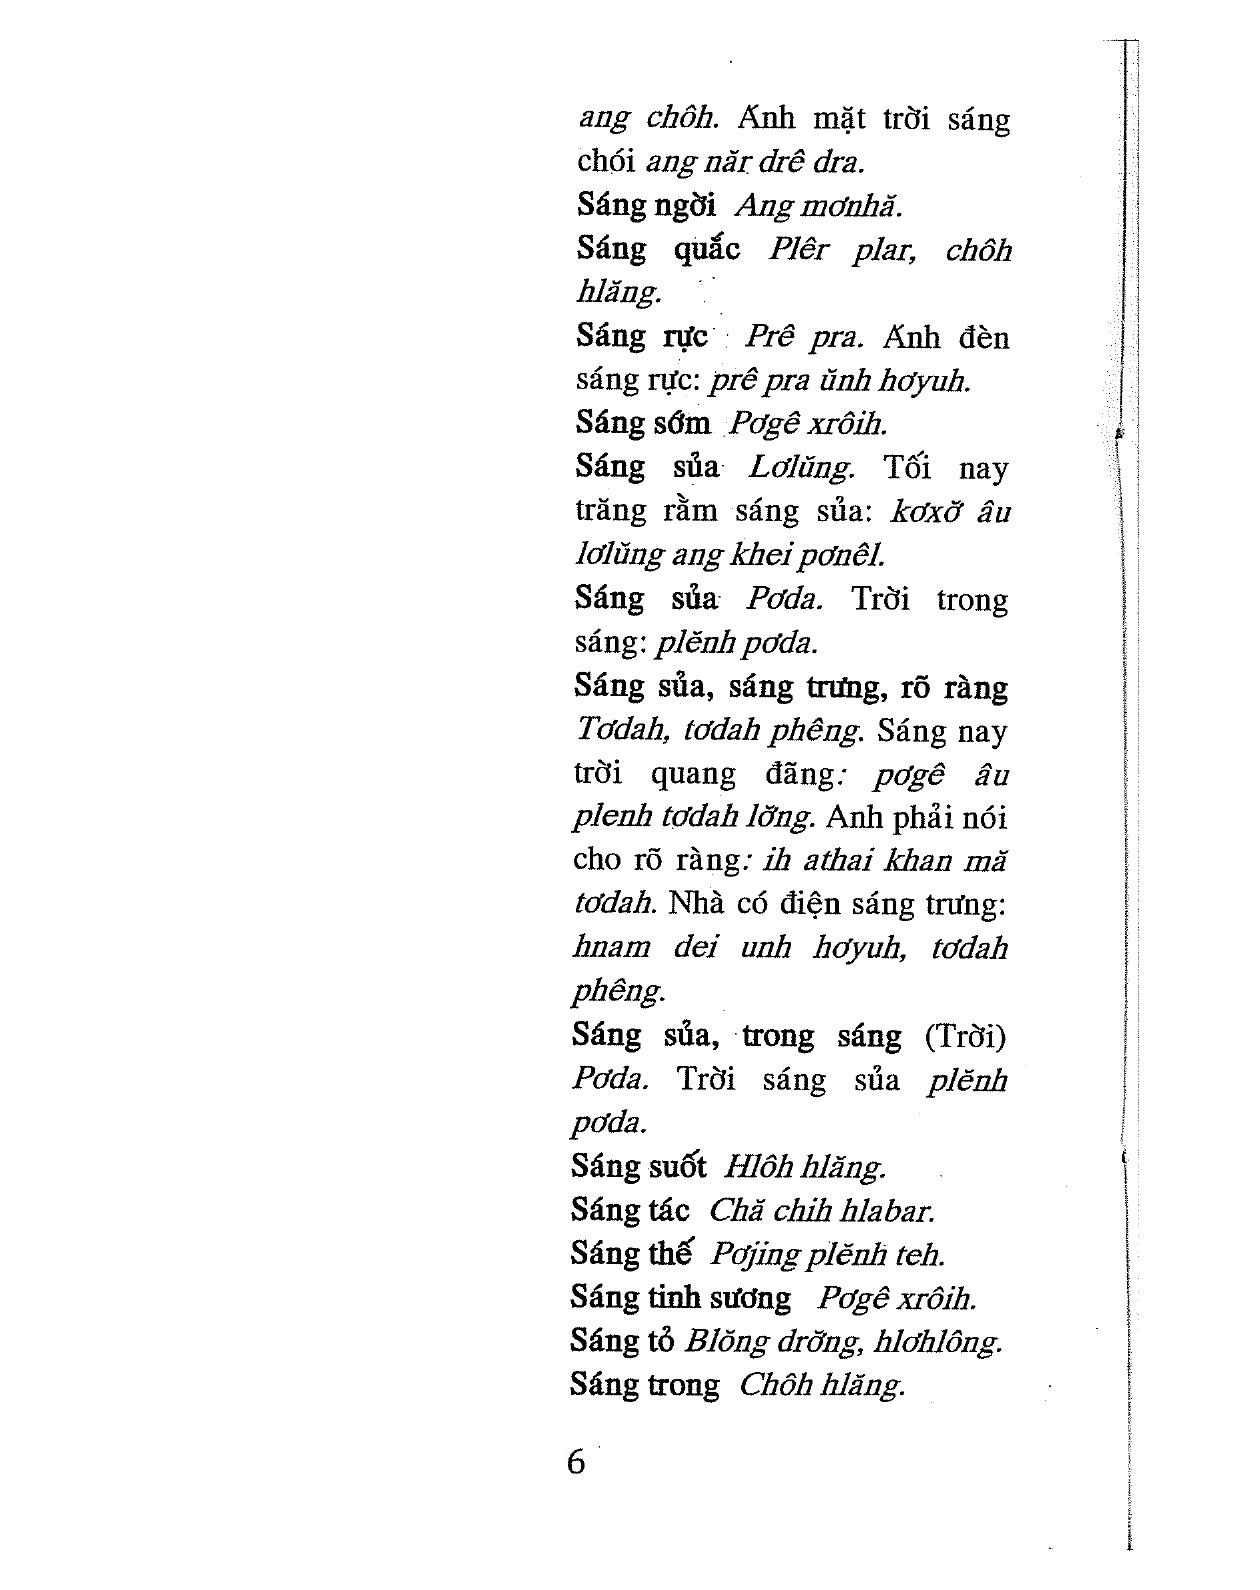 ang chôh. Ánh mặt trời sáng
chói ang năr drê dra.
Sáng ngời Ang mơnhă.
Sáng quắc Plêr plar, chôh
hlăng.
Sáng rực Prê pra. Ánh đèn
sáng rực: prê pra ŭnh hơyuh.
Sáng sớm Pơgê xrôih.
Sáng sủa Lơlŭng. Tối nay
trăng rằm sáng sủa: kơxơ̆ âu
lơlŭng ang khei pơnêl.
Sáng sủa Pơda. Trời trong
sáng: plĕnh pơda.
Sáng sủa, sáng trưng, rõ ràng
Tơdah, tơdah phêng. Sáng nay
trời quang đãng: pơgê âu
plenh tơdah lơ̆ng. Anh phải nói
cho rõ ràng: ih athai khan mă
tơdah. Nhà có điện sáng trưng:
hnam dei unh hơyuh, tơdah
phêng.
Sáng sủa, trong sáng (Trời)
Pơda. Trời sáng sủa plĕnh
pơda.
Sáng suốt Hlôh hlăng.
Sáng tác Chă chih hlabar.
Sáng thế Pơjing plĕnh teh.
Sáng tinh sương Pơgê xrôih.
Sáng tỏ Blŏng drơ̆ng, hlơhlông.
Sáng trong Chôh hlăng.
6